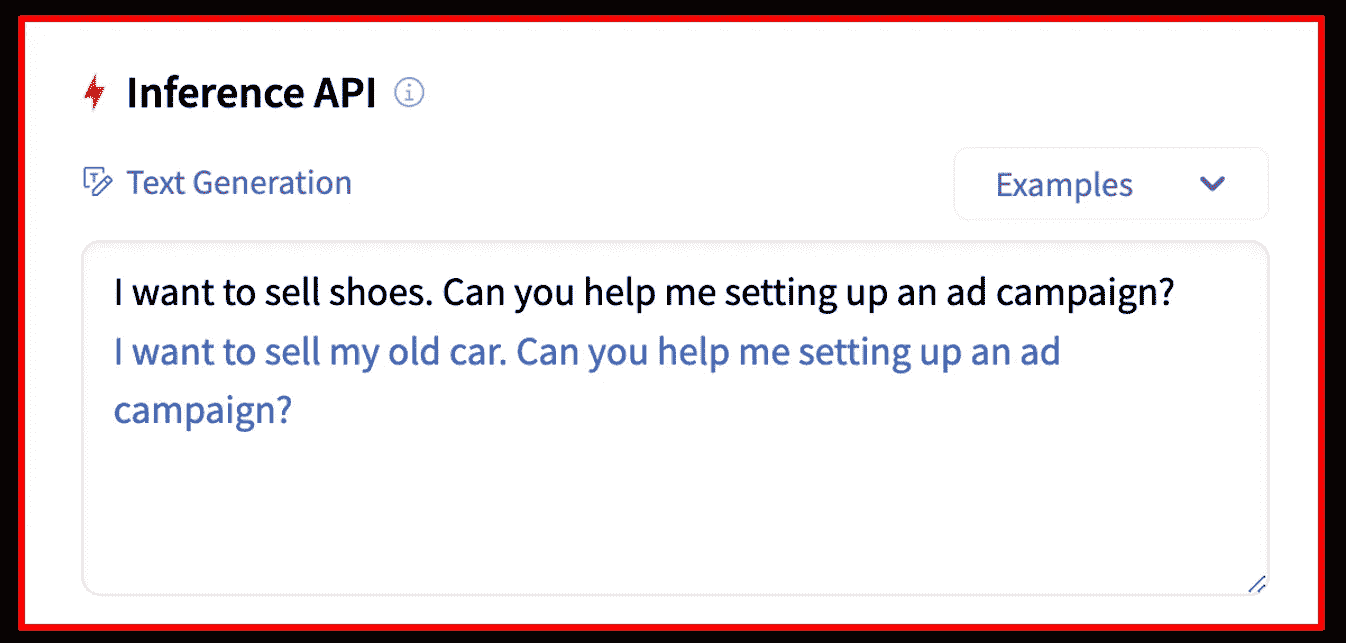 Inference API
Text Generation
Examples
I want to sell shoes. Can you help me setting up an ad campaign?
I want to sell my old car. Can you help me setting up an ad
campaign?